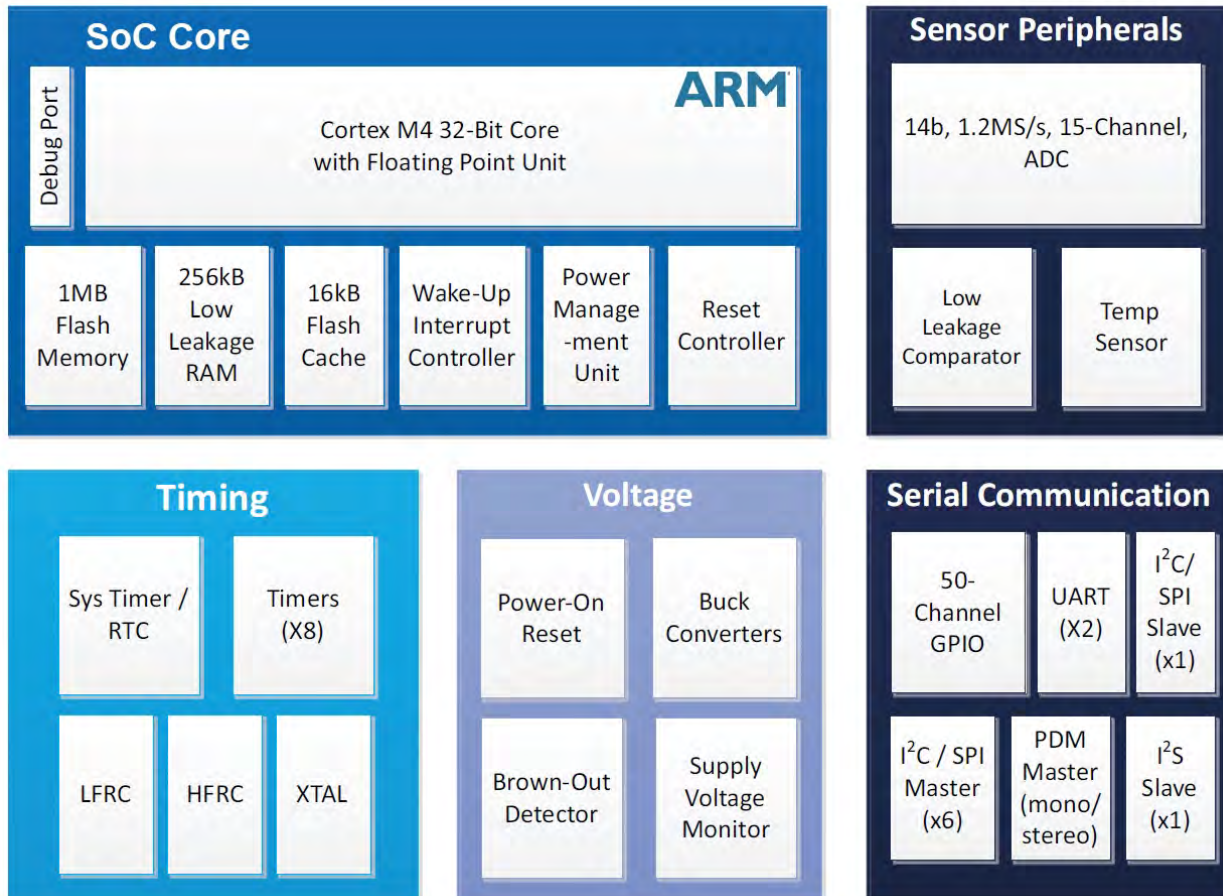 SoC Core
Debug Port
ARM
Cortex M4 32-Bit Core
with Floating Point Unit
1MB
Flash
Memory
256kB
Low
Leakage
RAM
16kB
Flash
Cache
Wake-Up
Interrupt
Controller
Power
Manage
-ment
Unit
Reset
Controller
Sensor Peripherals
14b, 1.2MS/s, 15-Channel,
ADC
Low
Leakage
Comparator
Temp
Sensor
Timing
Sys Timer /
RTC
Timers
(X8)
LFRC
HFRC
XTAL
Voltage
Power-On
Reset
Buck
Converters
Brown-Out
Detector
Supply
Voltage
Monitor
Serial Communication
50-
Channel
GPIO
UART
(X2)
I²C/
SPI
Slave
(x1)
I²C / SPI
Master
(x6)
PDM
Master
(mono/
stereo)
I²S
Slave
(x1)